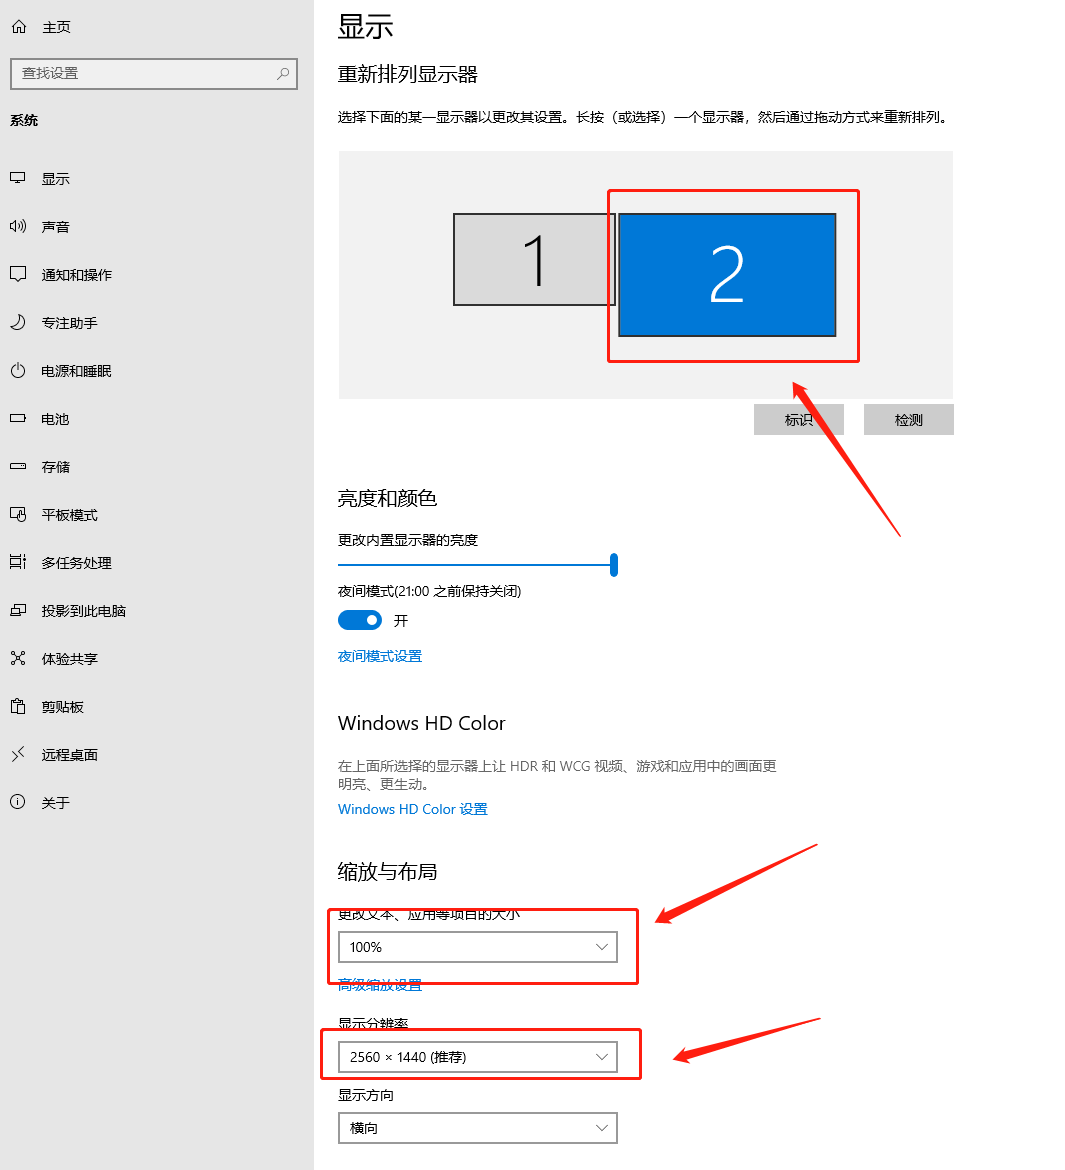 主页
查找设置
系统
显示
声音
通知和操作
专注助手
电源和睡眠
电池
存储
平板模式
多任务处理
投影到此电脑
体验共享
剪贴板
远程桌面
关于
显示
重新排列显示器
选择下面的某一显示器以更改其设置。长按（或选择）一个显示器，然后通过拖动方式来重新排列。
1
2
标识
检测
亮度和颜色
更改内置显示器的亮度
夜间模式(21:00 之前保持关闭)
开
夜间模式设置
Windows HD Color
在上面所选择的显示器上让 HDR 和 WCG 视频、游戏和应用中的画面更
明亮、更生动。
Windows HD Color 设置
缩放与布局
更改文本、应用等项目的大小
100%
高级缩放设置
显示分辨率
2560 × 1440 (推荐)
显示方向
横向